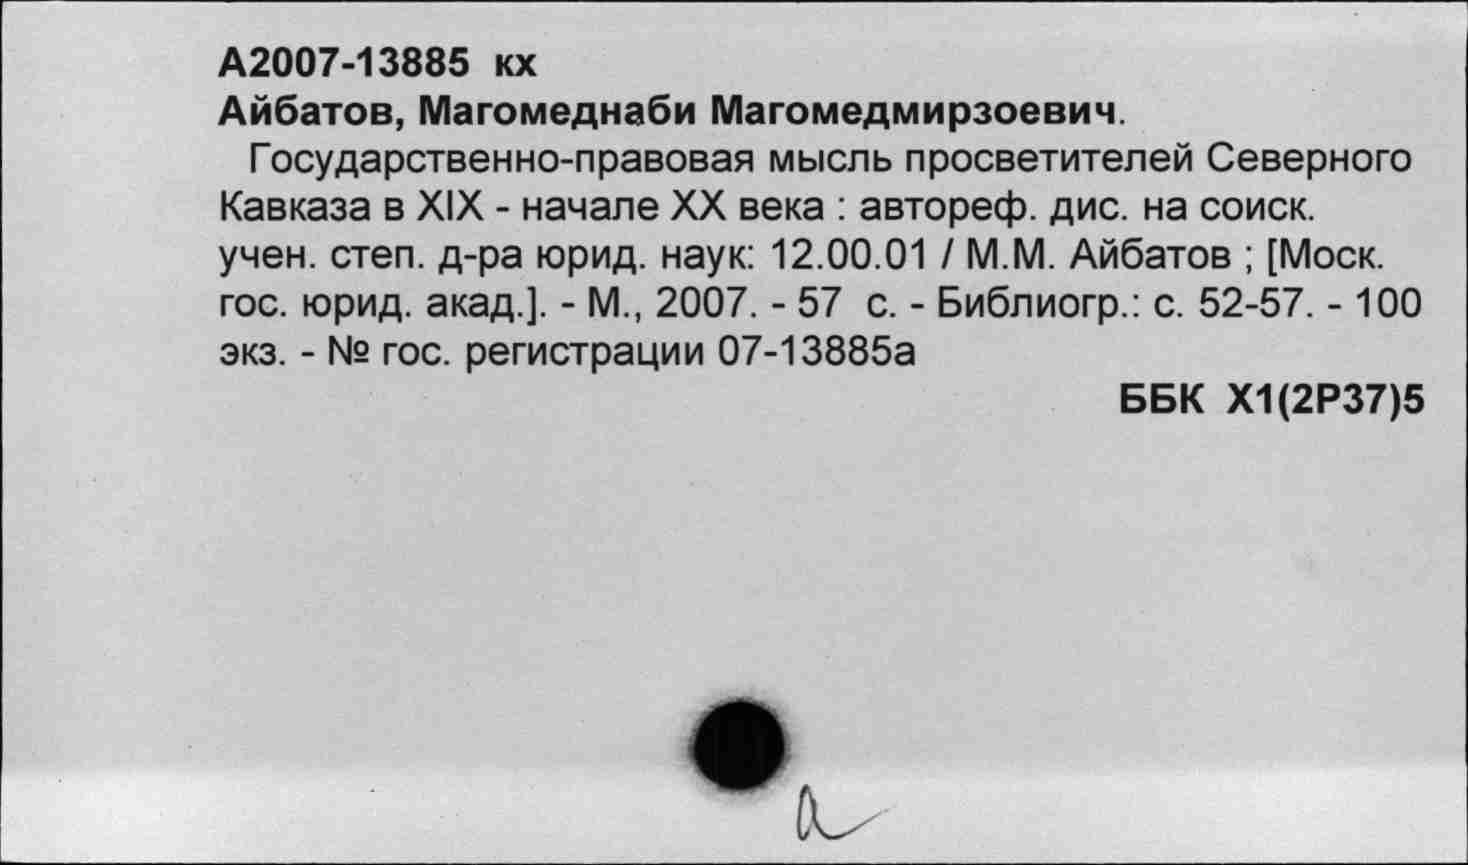 А2007-13885 кх
Айбатов, Магомеднаби Магомедмирзоевич.
Государственно-правовая мысль просветителей Северного
Кавказа в XIX - начале XX века : автореф. дис. на соиск.
учен. степ. д-ра юрид. наук: 12.00.01 / М.М. Айбатов ; [Моск.
гос. юрид. акад.]. - М., 2007. - 57 с. - Библиогр.: с. 52-57. - 100
экз. - № гос. регистрации 07-13885а
ББК Х1(2Р37)5
а